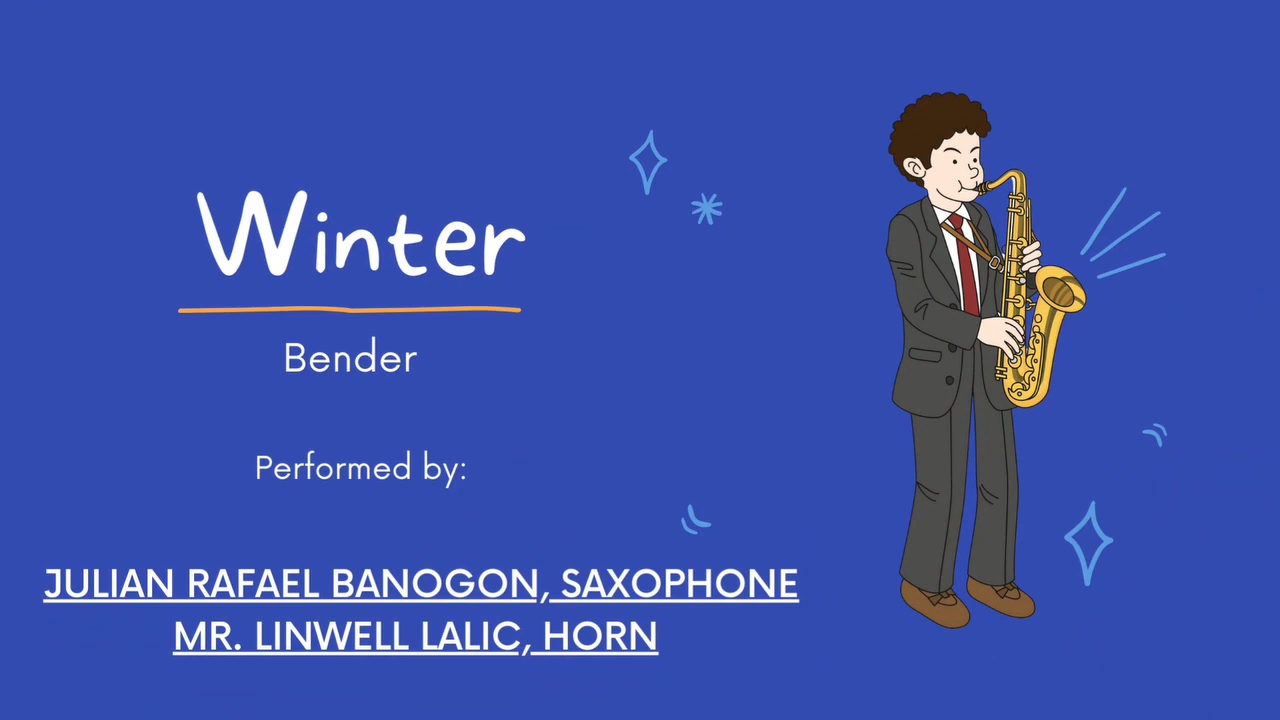 Winter
Bender
Performed by:
JULIAN RAFAEL BANOGON, SAXOPHONE
MR. LINWELL LALIC, HORN